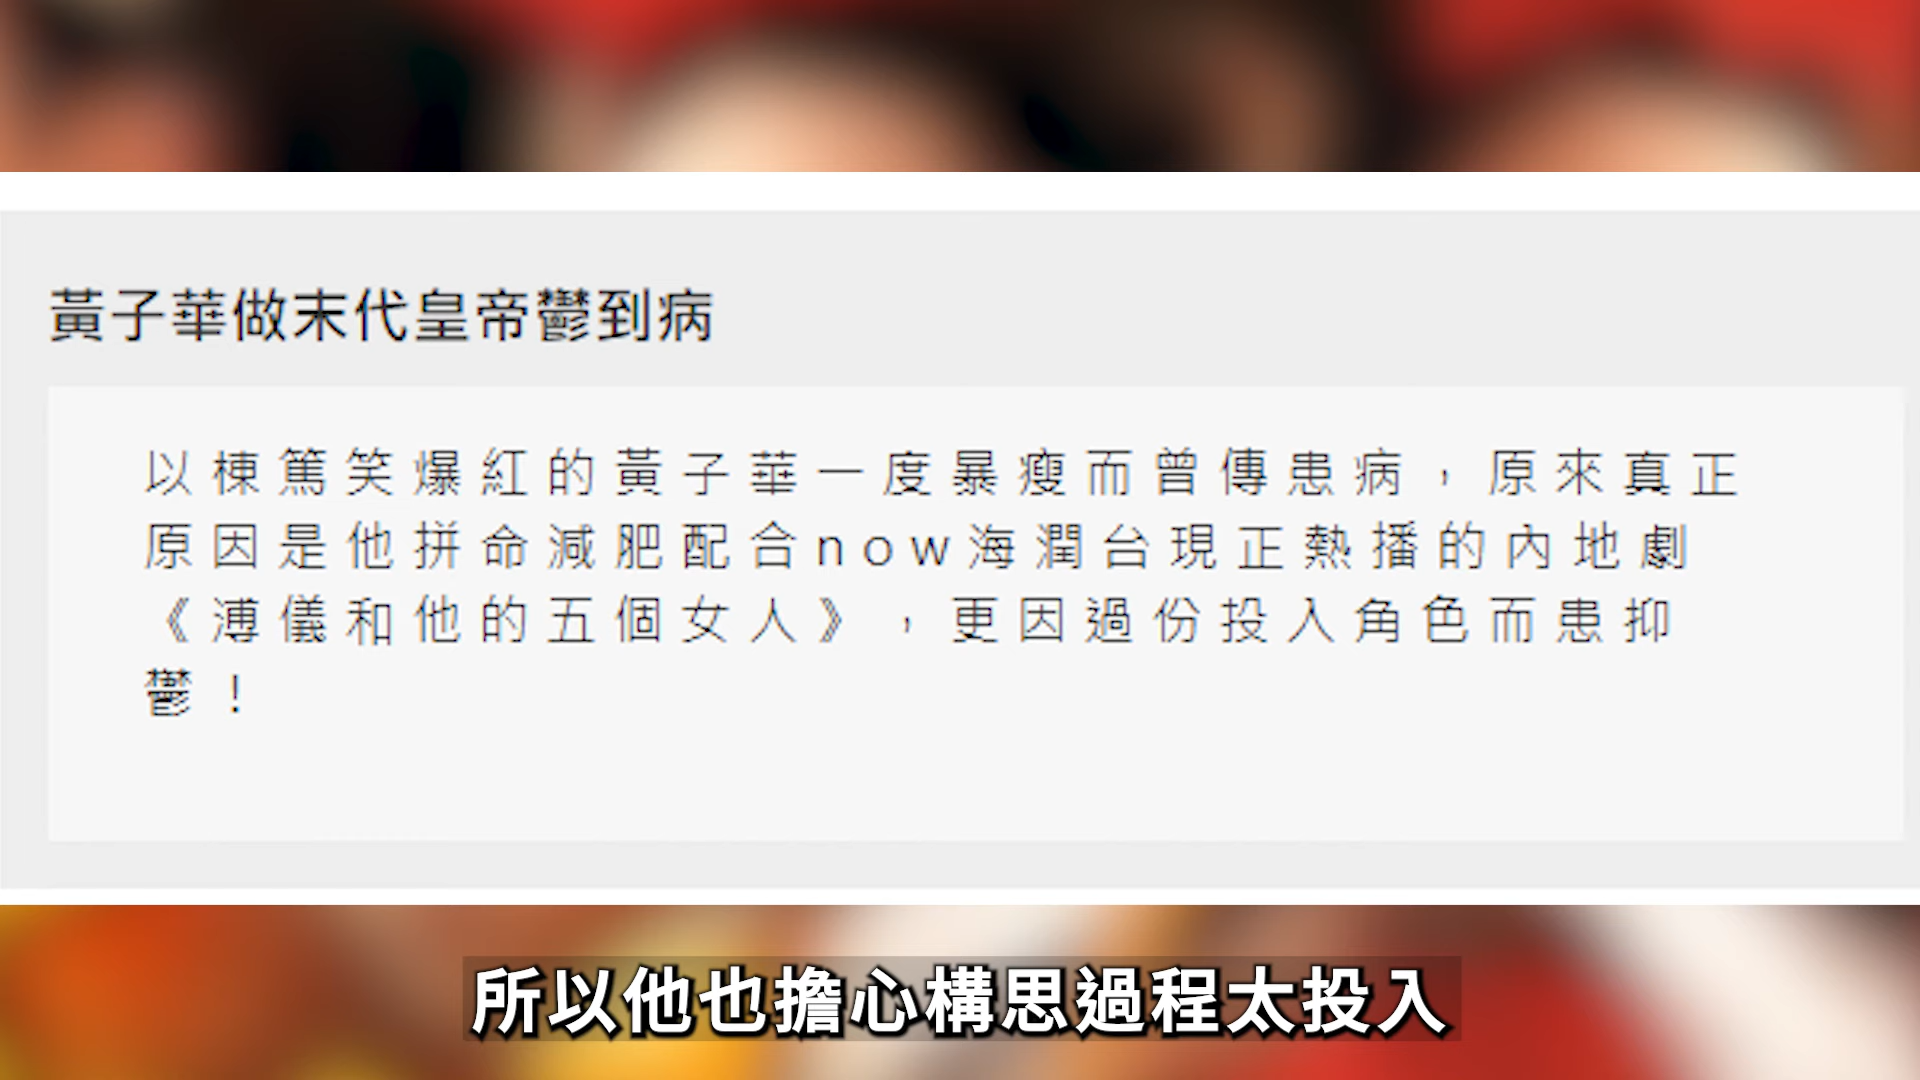 黃子華做末代皇帝鬱到病
以棟篤笑爆紅的黃子華一度暴瘦而曾傳患病，原來真正
原因是他拼命減肥配合now海潤台現正熱播的內地劇
《溥儀和他的五個女人》，更因過份投入角色而患抑
鬱！
所以他也擔心構思過程太投入